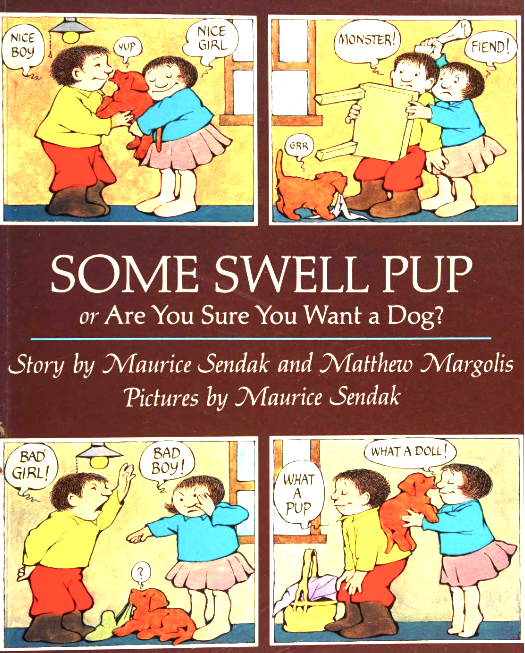 NICE
BOY
YUP
NICE
GIRL
MONSTER!
FIEND!
GRR
SOME SWELL PUP
or Are You Sure You Want a Dog?
Story by Maurice Sendak and Matthew Margolis
Pictures by Maurice Sendak
BAD
GIRL!
BAD
BOY!
?
WHAT
A
PUP
WHAT A DOLL!